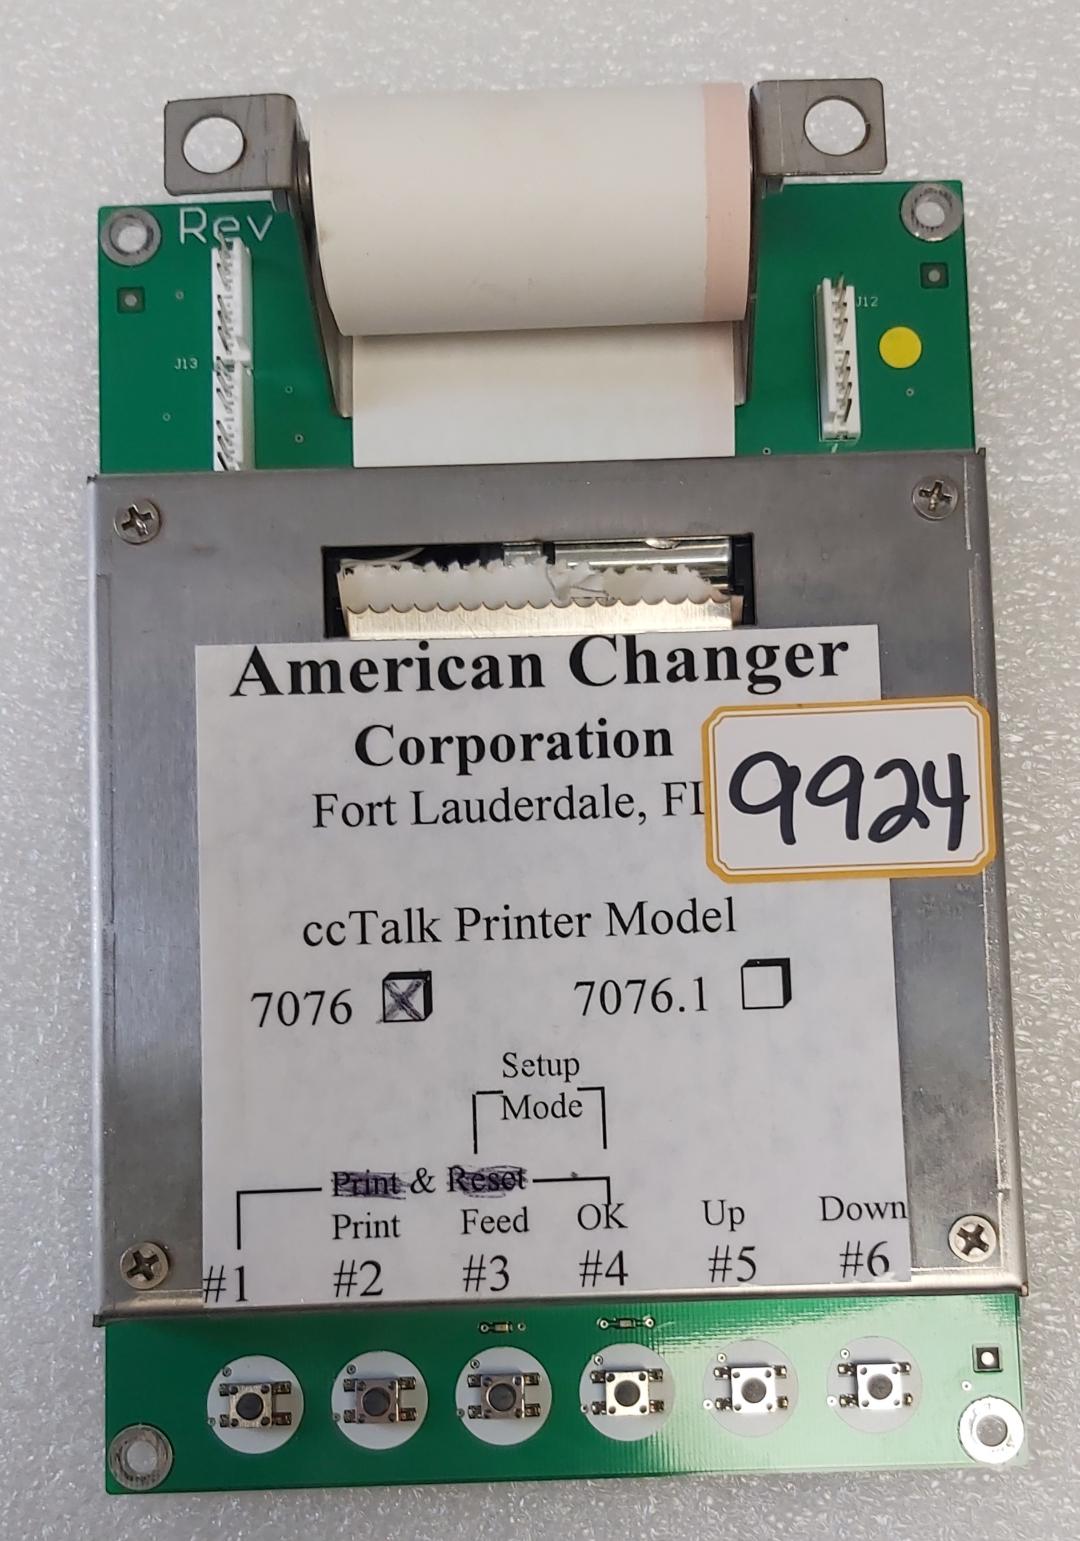 Rev
J12
J13
American Changer
Corporation
Fort Lauderdale, FL
9924
ccTalk Printer Model
7076 7076.1
Setup
Mode
Print & Reset
Print Feed OK Up Down
#1 #2 #3 #4 #5 #6